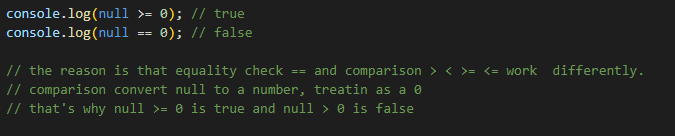 console.log(null >= 0); // true
console.log(null == 0); // false
// the reason is that equality check == and comparison > < >= <= work  differently.
// comparison convert null to a number, treatin as a 0
// that's why null >= 0 is true and null > 0 is false